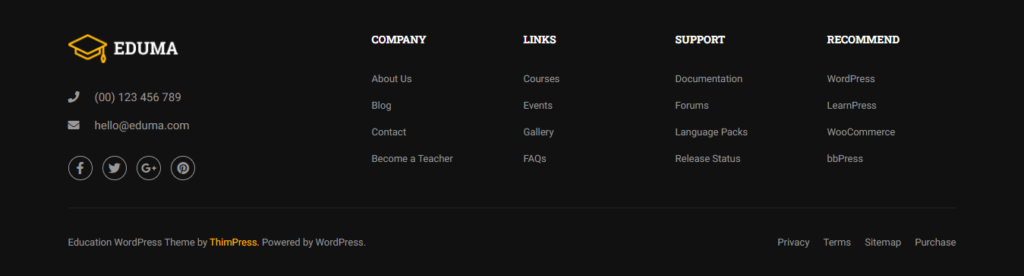 EDUMA
(00) 123 456 789
hello@eduma.com
COMPANY
About Us
Blog
Contact
Become a Teacher
LINKS
Courses
Events
Gallery
FAQs
SUPPORT
Documentation
Forums
Language Packs
Release Status
RECOMMEND
WordPress
LearnPress
WooCommerce
bbPress
Education WordPress Theme by ThimPress. Powered by WordPress.
Privacy Terms Sitemap Purchase